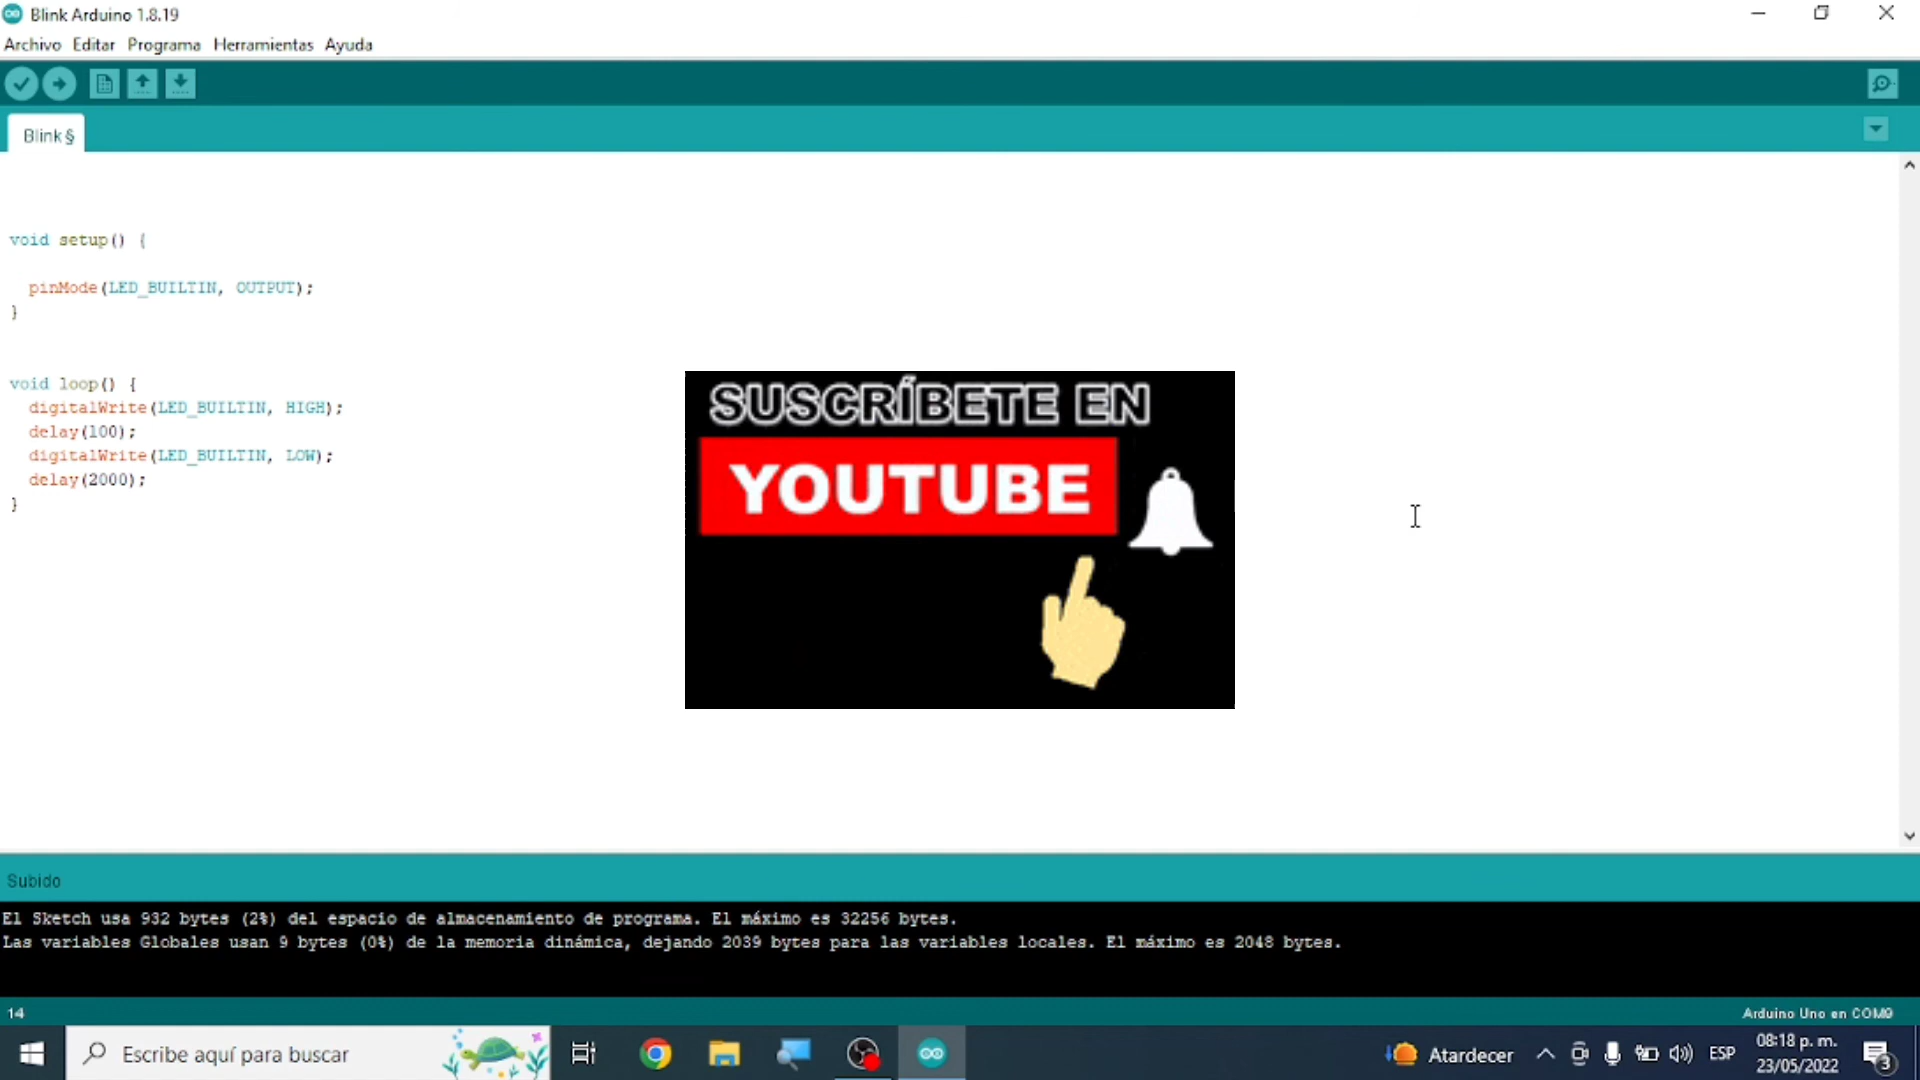 Blink Arduino 1.8.19
Archivo Editar Programa Herramientas Ayuda
Blink §
void setup() {
pinMode(LED_BUILTIN, OUTPUT);
}
void loop() {
digitalWrite(LED_BUILTIN, HIGH);
delay(100);
digitalWrite(LED_BUILTIN, LOW);
delay(2000);
}
SUSCRÍBETE EN
YOUTUBE
Subido
El Sketch usa 932 bytes (2%) del espacio de almacenamiento de programa. El máximo es 32256 bytes.
Las variables Globales usan 9 bytes (0%) de la memoria dinámica, dejando 2039 bytes para las variables locales. El máximo es 2048 bytes.
14
Arduino Uno en COM9
Escribe aquí para buscar
Atardecer
ESP
08:18 p. m.
23/05/2022
3